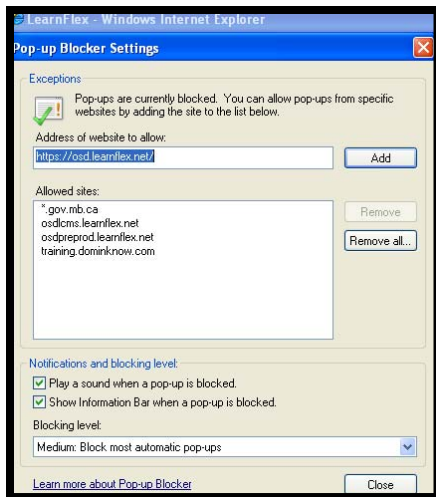 LearnFlex - Windows Internet Explorer
Pop-up Blocker Settings
Exceptions
Pop-ups are currently blocked. You can allow pop-ups from specific
websites by adding the site to the list below.
Address of website to allow:
https://osd.learnflex.net/
Add
Allowed sites:
*.gov.mb.ca
osdlcms.learnflex.net
osdpreprod.learnflex.net
training.dominknow.com
Remove
Remove all...
Notifications and blocking level:
Play a sound when a pop-up is blocked.
Show Information Bar when a pop-up is blocked.
Blocking level:
Medium: Block most automatic pop-ups
Learn more about Pop-up Blocker
Close